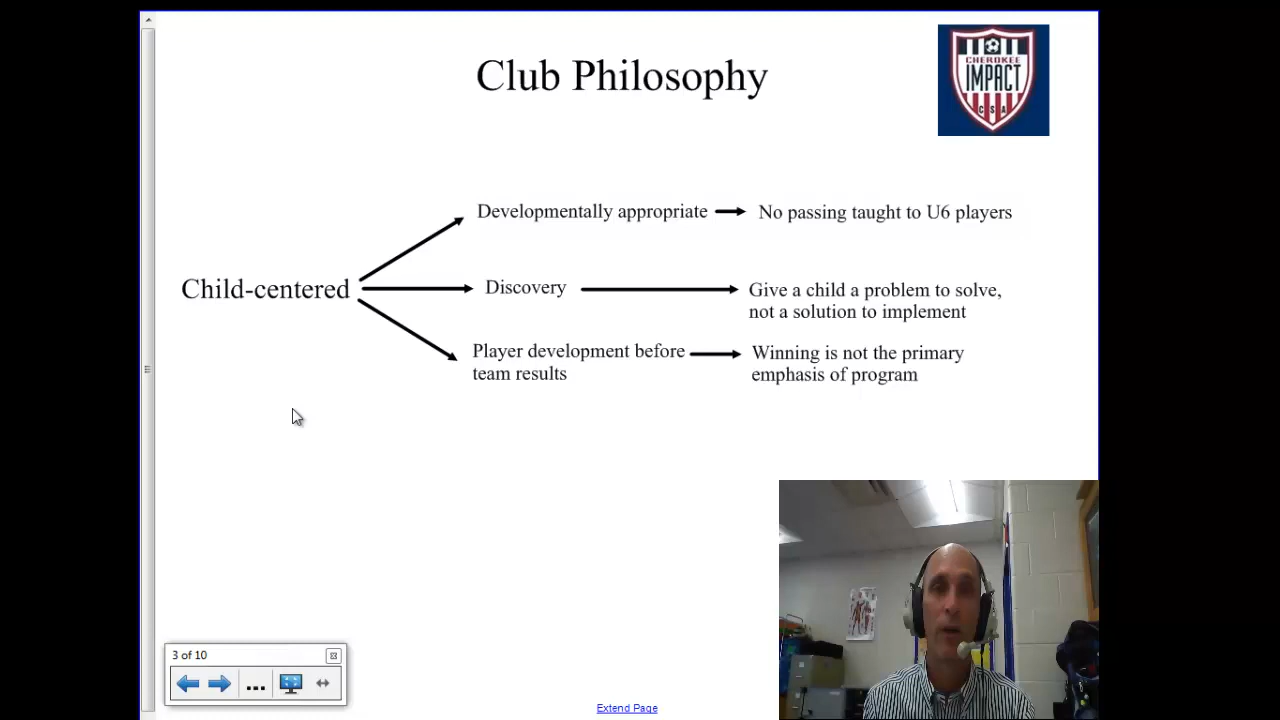 Club Philosophy
CHEROKEE
IMPACT
CSA
Developmentally appropriate
No passing taught to U6 players
Child-centered
Discovery
Give a child a problem to solve,
not a solution to implement
Player development before
team results
Winning is not the primary
emphasis of program
3 of 10
...
Extend Page